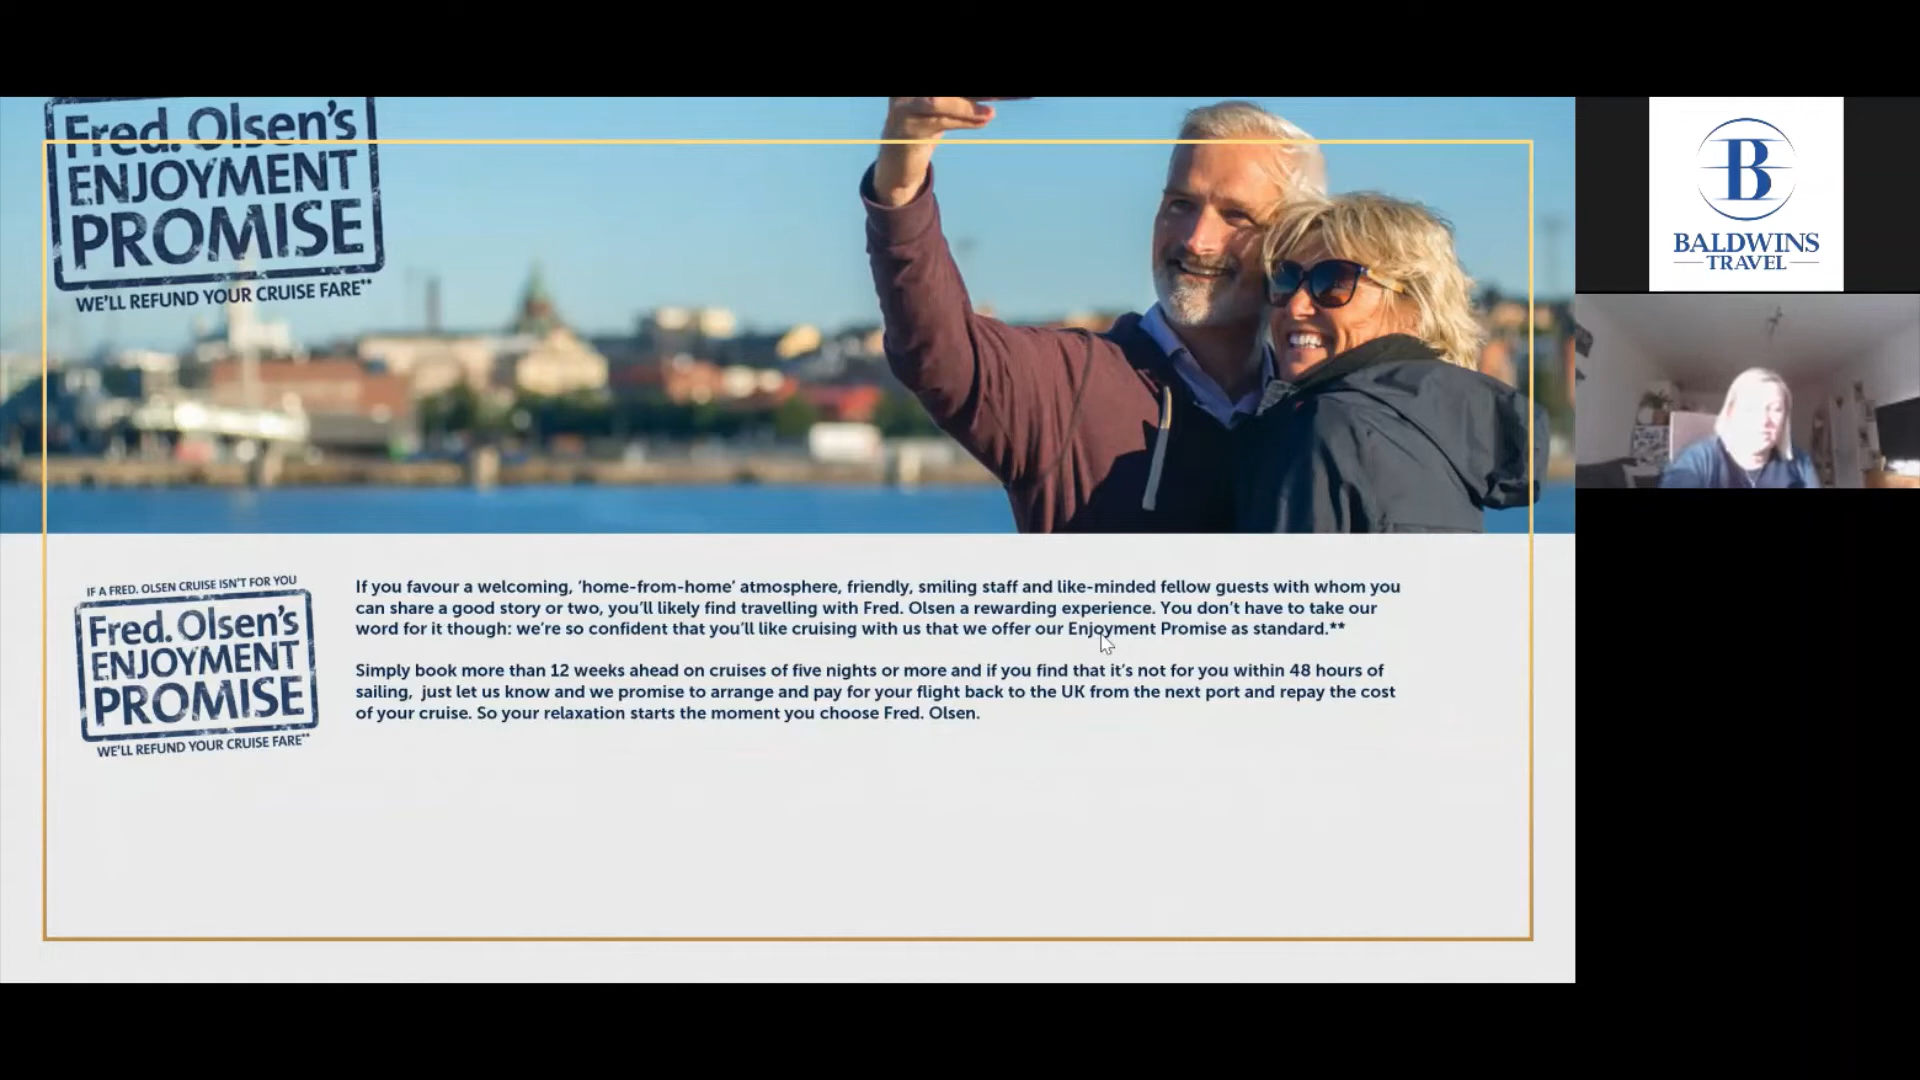 Fred. Olsen's
ENJOYMENT
PROMISE
WE'LL REFUND YOUR CRUISE FARE**
B
BALDWINS
TRAVEL
IF A FRED. OLSEN CRUISE ISN'T FOR YOU
Fred. Olsen's
ENJOYMENT
PROMISE
WE'LL REFUND YOUR CRUISE FARE**
If you favour a welcoming, ‘home-from-home’ atmosphere, friendly, smiling staff and like-minded fellow guests with whom you
can share a good story or two, you’ll likely find travelling with Fred. Olsen a rewarding experience. You don’t have to take our
word for it though: we’re so confident that you’ll like cruising with us that we offer our Enjoyment Promise as standard.**
Simply book more than 12 weeks ahead on cruises of five nights or more and if you find that it’s not for you within 48 hours of
sailing, just let us know and we promise to arrange and pay for your flight back to the UK from the next port and repay the cost
of your cruise. So your relaxation starts the moment you choose Fred. Olsen.